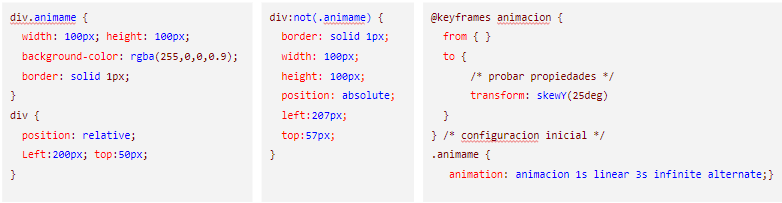 div.animame {
width: 100px; height: 100px;
background-color: rgba(255,0,0,0.9);
border: solid 1px;
}
div {
position: relative;
Left:200px; top:50px;
}
div:not(.animame) {
border: solid 1px;
width: 100px;
height: 100px;
position: absolute;
left:207px;
top:57px;
}
@keyframes animacion {
from { }
to {
/* probar propiedades */
transform: skewY(25deg)
}
} /* configuracion inicial */
.animame {
animation: animacion 1s linear 3s infinite alternate;}